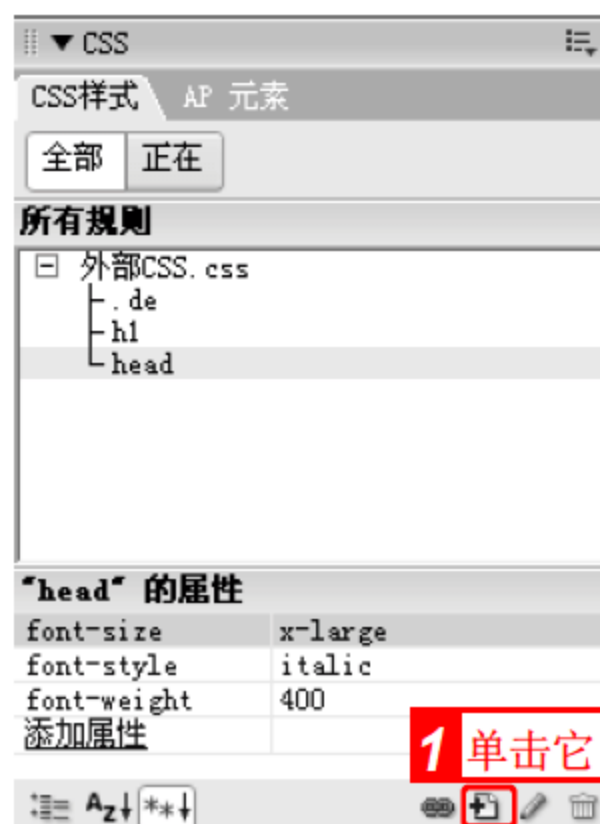 CSS
CSS样式 AP 元素
全部 正在
所有规则
外部CSS.css
.de
h1
head
“head” 的属性
font-size x-large
font-style italic
font-weight 400
添加属性
1 单击它
Az↓ **↓